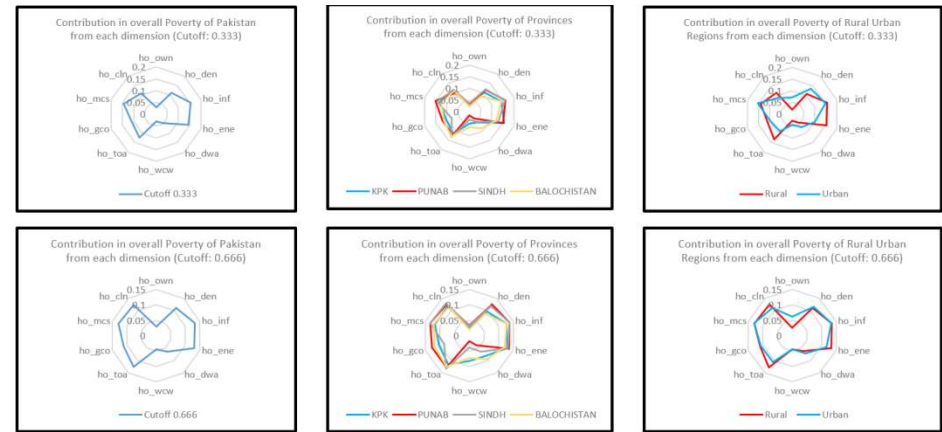 Contribution in overall Poverty of Pakistan
from each dimension (Cutoff: 0.333)
ho_own
0.2
0.15
0.1
0.05
0
ho_den
ho_inf
ho_ene
ho_dwa
ho_wcw
ho_toa
ho_gco
ho_mcs
ho_cln
Cutoff 0.333
Contribution in overall Poverty of Provinces
from each dimension (Cutoff: 0.333)
ho_own
0.2
0.15
0.1
0.05
0
ho_den
ho_inf
ho_ene
ho_dwa
ho_wcw
ho_toa
ho_gco
ho_mcs
ho_cln
KPK PUNAB SINDH BALOCHISTAN
Contribution in overall Poverty of Rural Urban
Regions from each dimension (Cutoff: 0.333)
ho_own
0.2
0.15
0.1
0.05
0
ho_den
ho_inf
ho_ene
ho_dwa
ho_wcw
ho_toa
ho_gco
ho_mcs
ho_cln
Rural Urban
Contribution in overall Poverty of Pakistan
from each dimension (Cutoff: 0.666)
ho_own
0.15
0.1
0.05
0
ho_den
ho_inf
ho_ene
ho_dwa
ho_wcw
ho_toa
ho_gco
ho_mcs
ho_cln
Cutoff 0.666
Contribution in overall Poverty of Provinces
from each dimension (Cutoff: 0.666)
ho_own
0.15
0.1
0.05
0
ho_den
ho_inf
ho_ene
ho_dwa
ho_wcw
ho_toa
ho_gco
ho_mcs
ho_cln
KPK PUNAB SINDH BALOCHISTAN
Contribution in overall Poverty of Rural Urban
Regions from each dimension (Cutoff: 0.666)
ho_own
0.15
0.1
0.05
0
ho_den
ho_inf
ho_ene
ho_dwa
ho_wcw
ho_toa
ho_gco
ho_mcs
ho_cln
Rural Urban